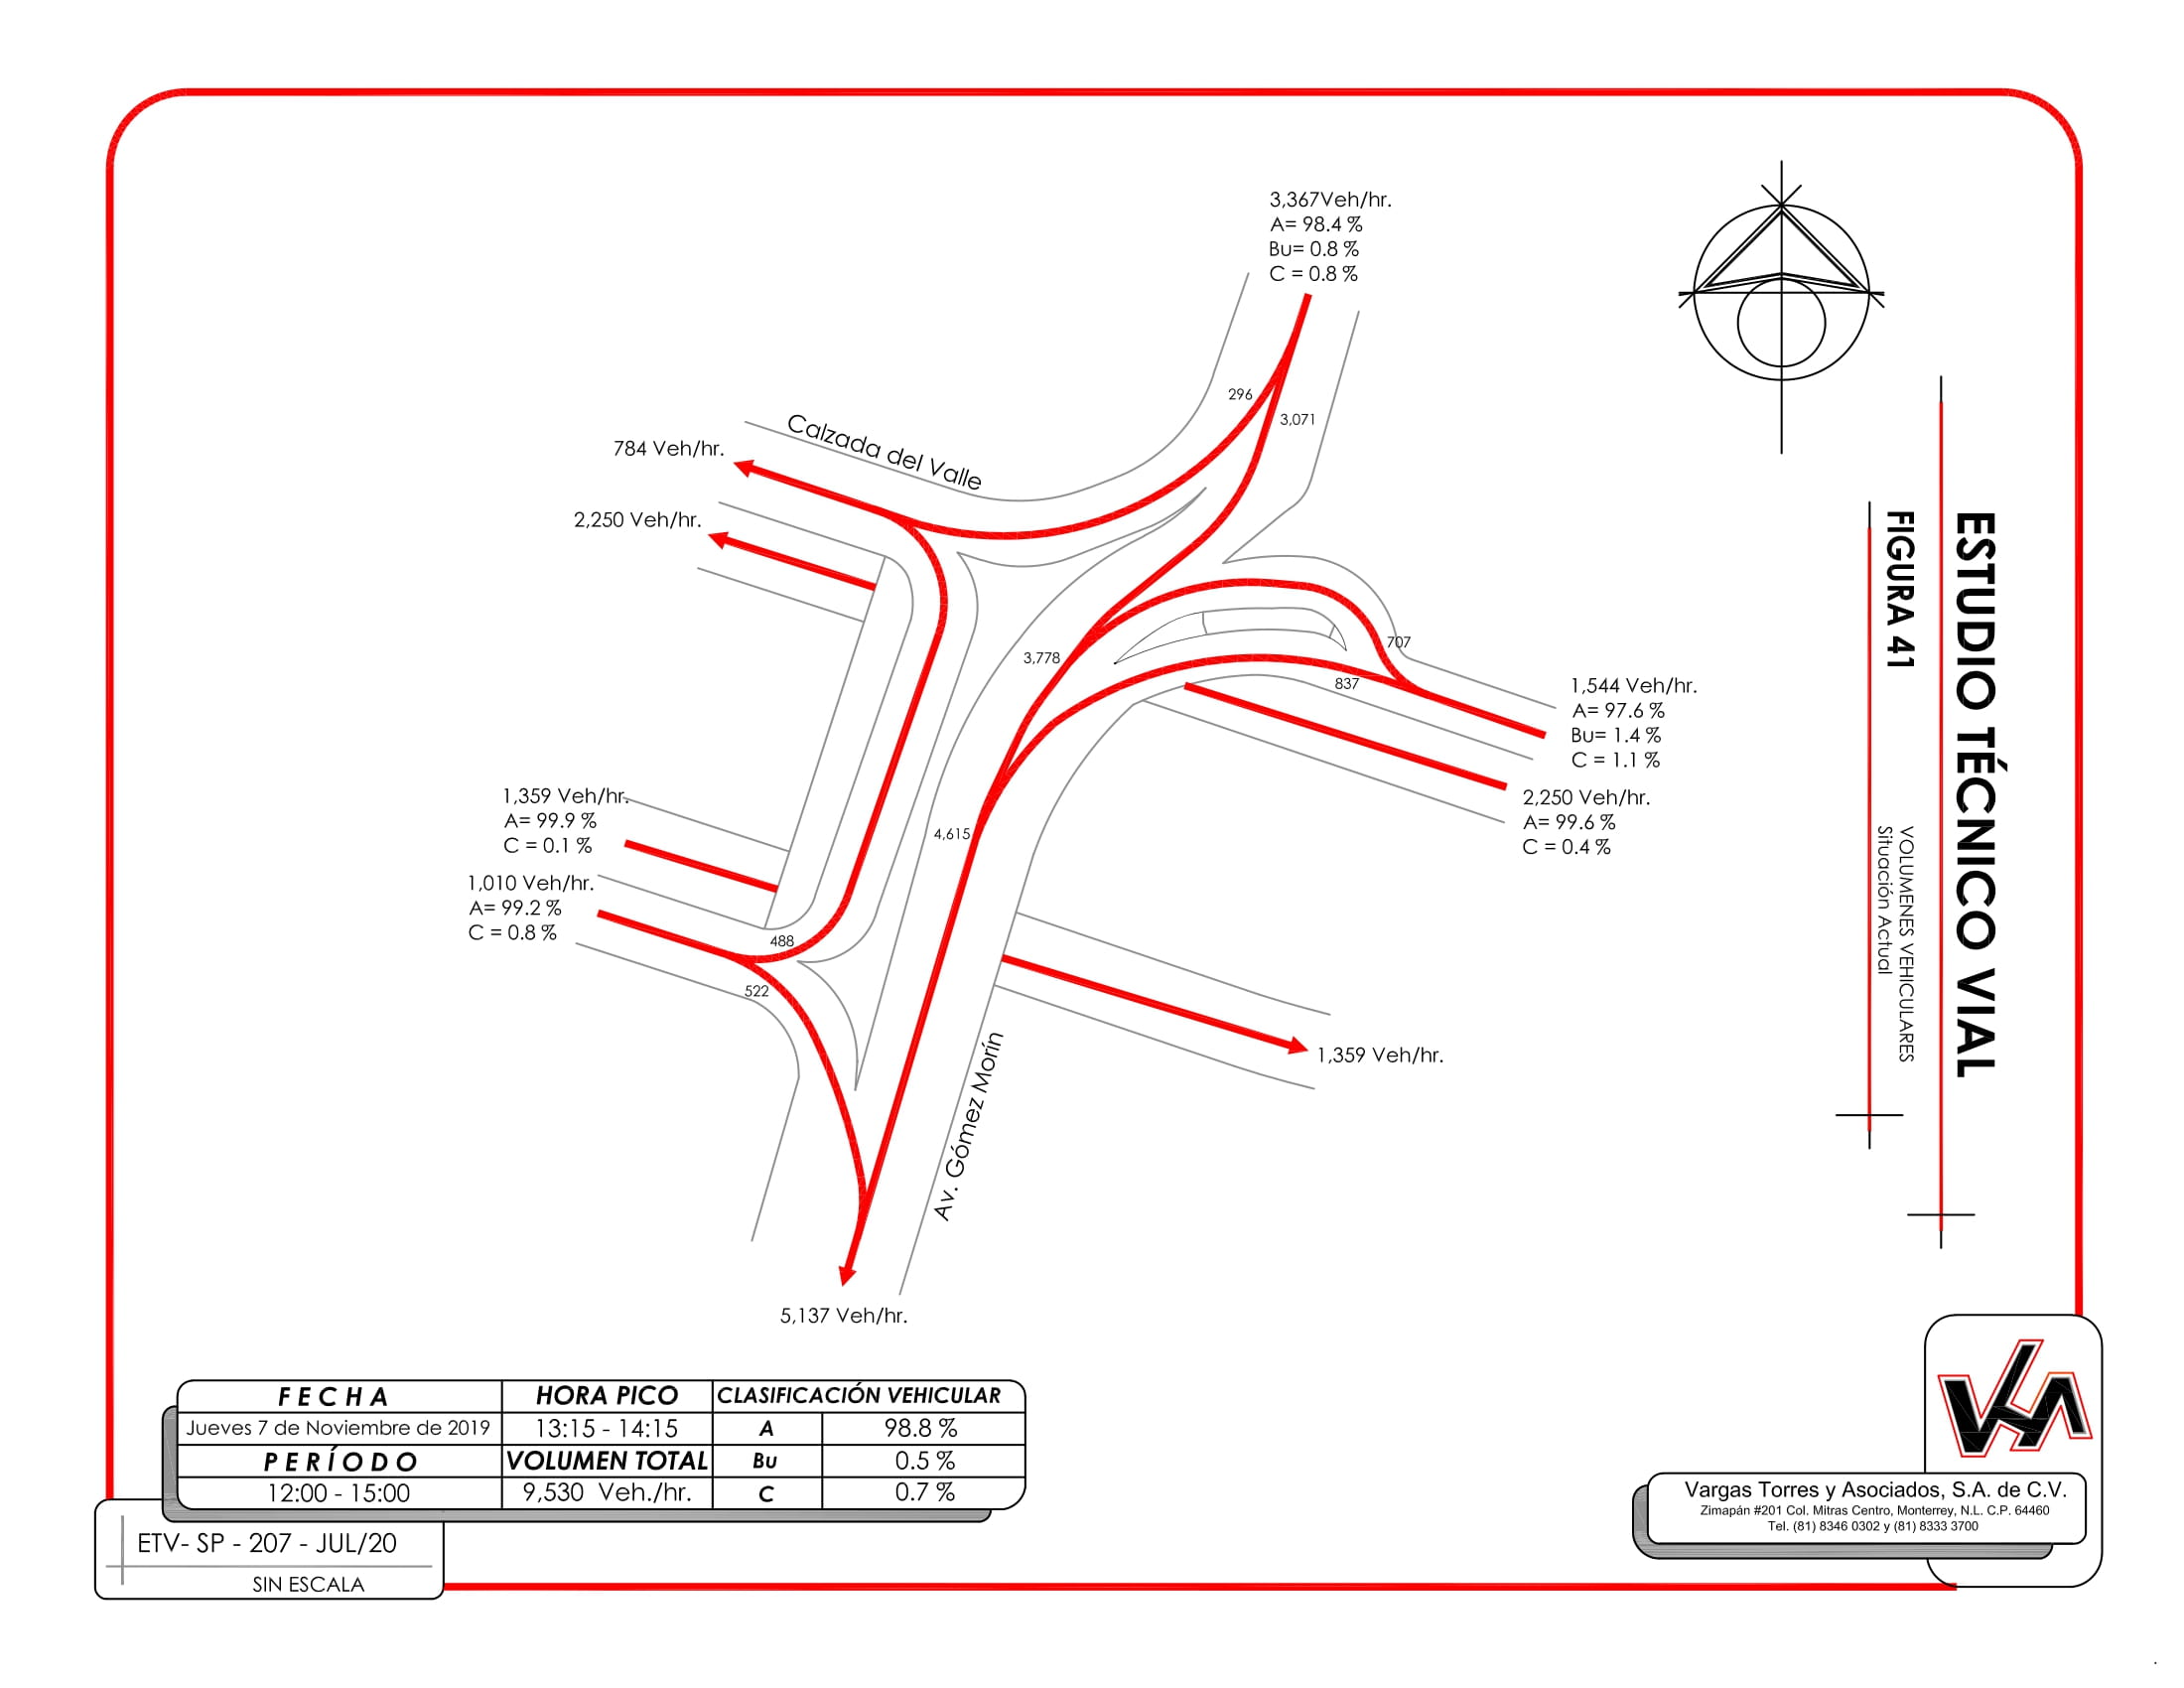 3,367Veh/hr.
A= 98.4 %
Bu= 0.8 %
C = 0.8 %
296
3,071
Calzada del Valle
784 Veh/hr.
2,250 Veh/hr.
3,778
707
837
1,544 Veh/hr.
A= 97.6 %
Bu= 1.4 %
C = 1.1 %
2,250 Veh/hr.
A= 99.6 %
C = 0.4 %
1,359 Veh/hr.
A= 99.9 %
C = 0.1 %
4,615
1,010 Veh/hr.
A= 99.2 %
C = 0.8 %
488
522
1,359 Veh/hr.
Av. Gómez Morín
5,137 Veh/hr.
ESTUDIO TÉCNICO VIAL
FIGURA 41
VOLUMENES VEHICULARES
Situación Actual
FECHA HORA PICO CLASIFICACIÓN VEHICULAR
Jueves 7 de Noviembre de 2019 13:15 - 14:15 A 98.8 %
PERÍODO VOLUMEN TOTAL Bu 0.5 %
12:00 - 15:00 9,530 Veh./hr. C 0.7 %
ETV- SP - 207 - JUL/20
SIN ESCALA
Vargas Torres y Asociados, S.A. de C.V.
Zimapán #201 Col. Mitras Centro, Monterrey, N.L. C.P. 64460
Tel. (81) 8346 0302 y (81) 8333 3700